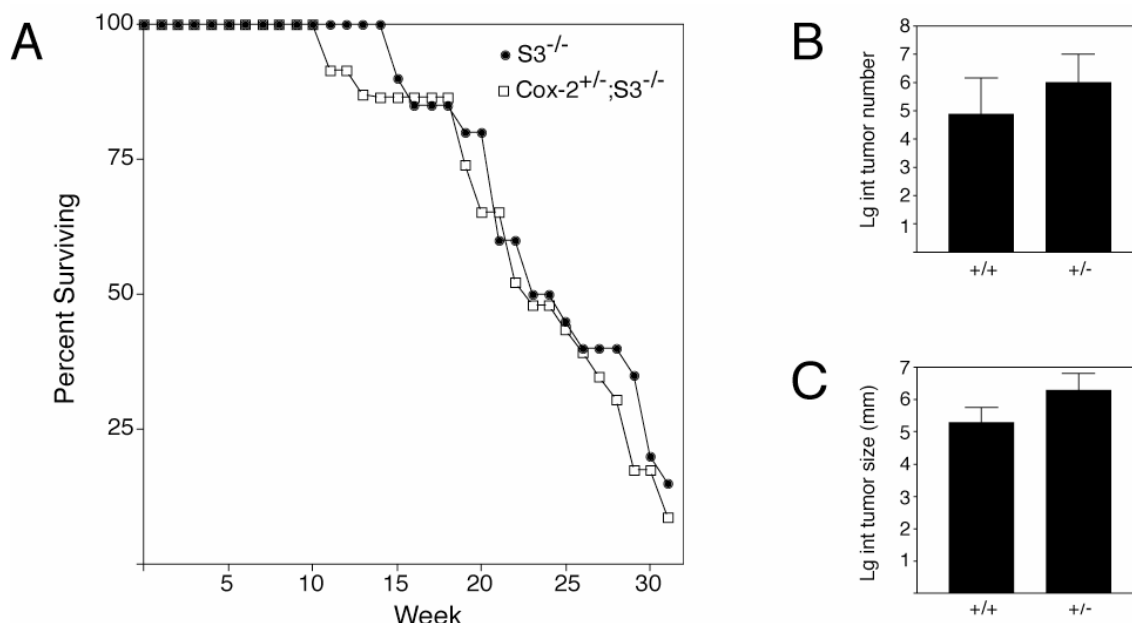 A
100
75
50
25
Percent Surviving
5 10 15 20 25 30
Week
S3-/-
Cox-2+/-;S3-/-
B
8
7
6
5
4
3
2
1
Lg int tumor number
+/+ +/-
C
7
6
5
4
3
2
1
Lg int tumor size (mm)
+/+ +/-